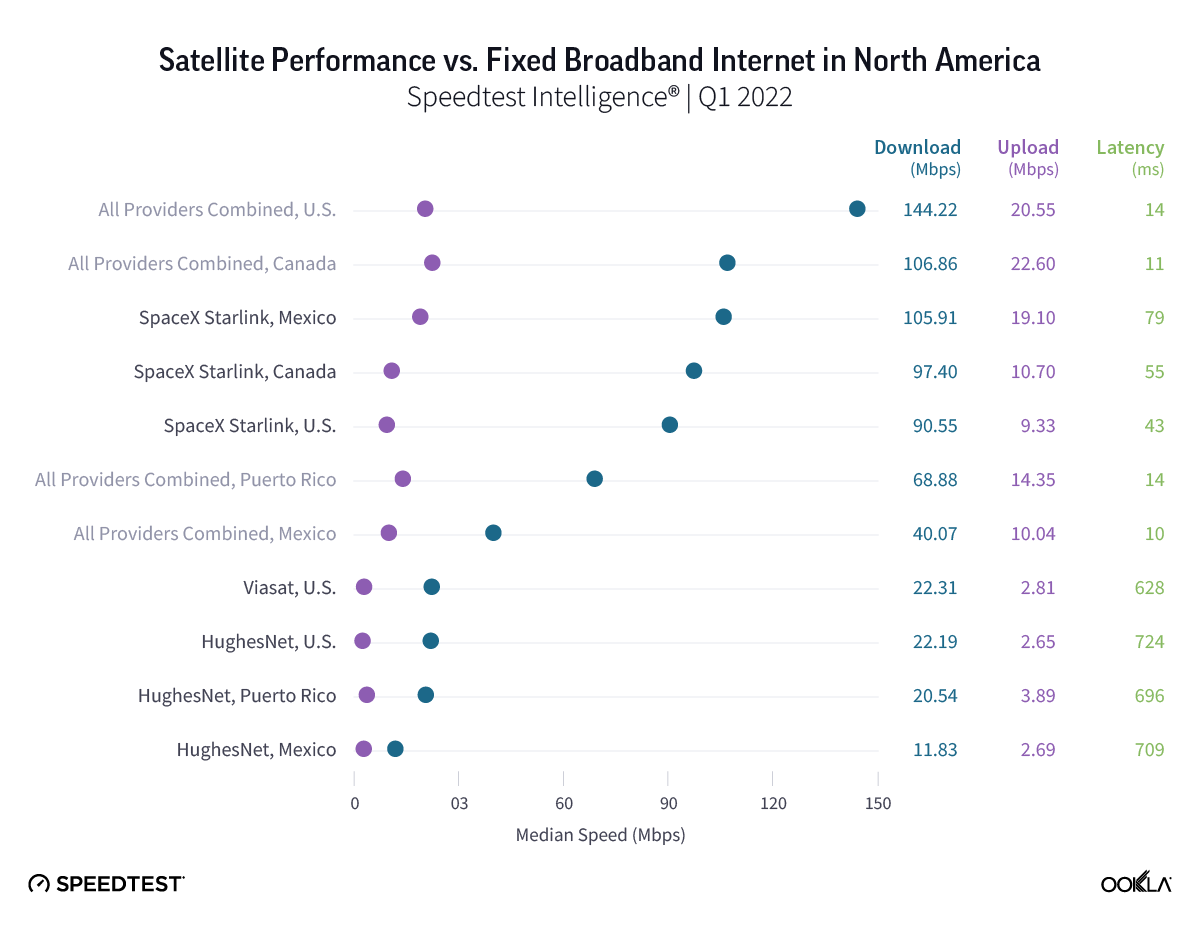 Satellite Performance vs. Fixed Broadband Internet in North America
Speedtest Intelligence® | Q1 2022
Download Upload Latency
(Mbps) (Mbps) (ms)
All Providers Combined, U.S. 144.22 20.55 14
All Providers Combined, Canada 106.86 22.60 11
SpaceX Starlink, Mexico 105.91 19.10 79
SpaceX Starlink, Canada 97.40 10.70 55
SpaceX Starlink, U.S. 90.55 9.33 43
All Providers Combined, Puerto Rico 68.88 14.35 14
All Providers Combined, Mexico 40.07 10.04 10
Viasat, U.S. 22.31 2.81 628
HughesNet, U.S. 22.19 2.65 724
HughesNet, Puerto Rico 20.54 3.89 696
HughesNet, Mexico 11.83 2.69 709
0 03 60 90 120 150
Median Speed (Mbps)
SPEEDTEST OOKLA